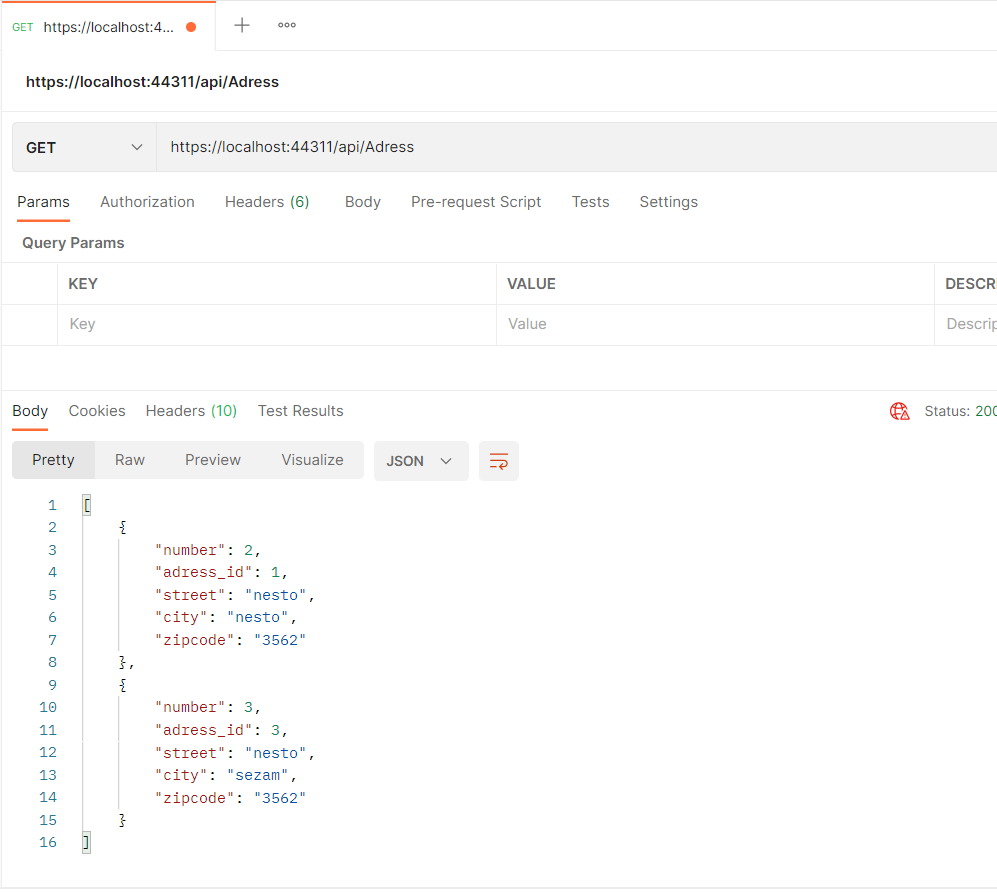 GET https://localhost:4...
https://localhost:44311/api/Adress
GET https://localhost:44311/api/Adress
Params Authorization Headers (6) Body Pre-request Script Tests Settings
Query Params
KEY VALUE DESCRI
Key Value Descrip
Body Cookies Headers (10) Test Results Status: 200
Pretty Raw Preview Visualize JSON
1 [
2 {
3 "number": 2,
4 "adress_id": 1,
5 "street": "nesto",
6 "city": "nesto",
7 "zipcode": "3562"
8 },
9 {
10 "number": 3,
11 "adress_id": 3,
12 "street": "nesto",
13 "city": "sezam",
14 "zipcode": "3562"
15 }
16 ]